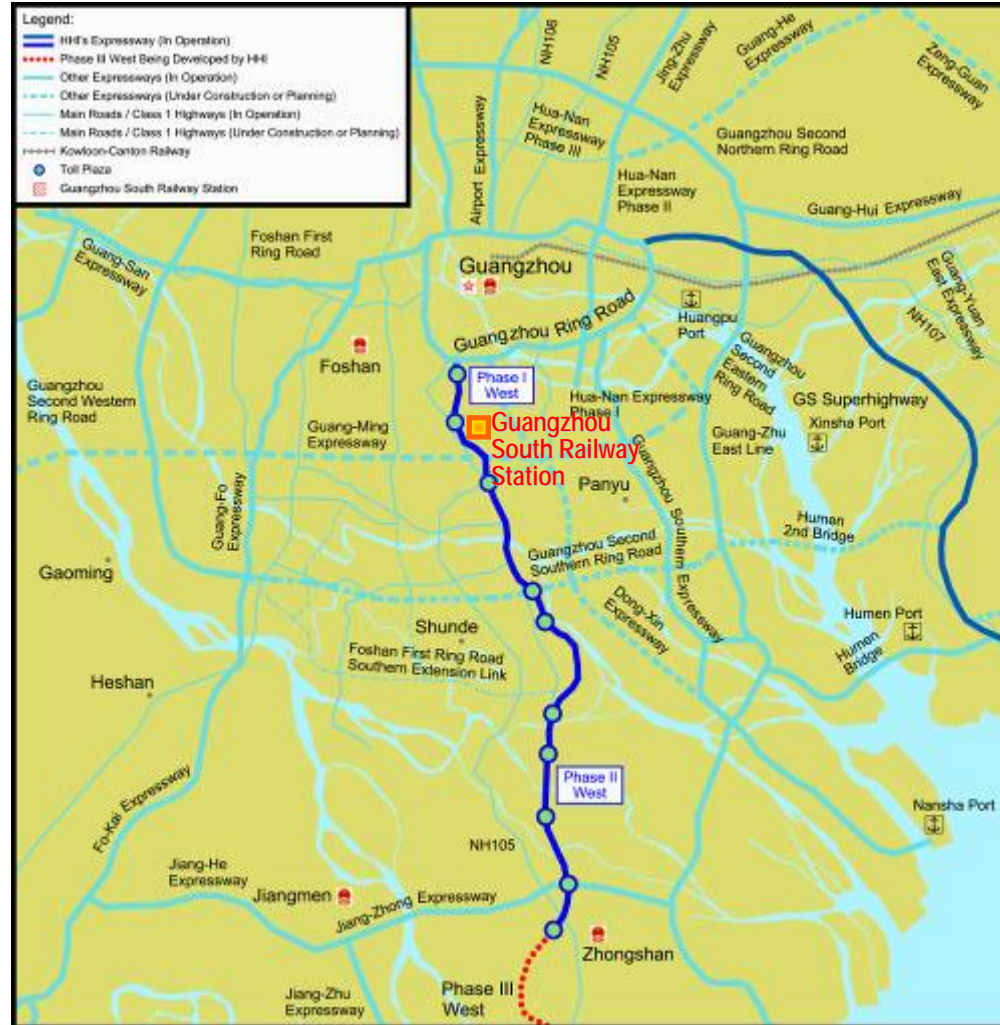 Legend:
HHI's Expressway (In Operation)
Phase III West Being Developed by HHI
Other Expressways (In Operation)
Other Expressways (Under Construction or Planning)
Main Roads / Class 1 Highways (In Operation)
Main Roads / Class 1 Highways (Under Construction or Planning)
Kowloon-Canton Railway
Toll Plaza
Guangzhou South Railway Station
NH106
NH105
Jing-Zhu
Expressway
Guang-He
Expressway
Zeng-Guan
Expressway
Airport Expressway
Hua-Nan
Expressway
Phase III
Guangzhou Second
Northern Ring Road
Hua-Nan
Expressway
Phase II
Guang-Hui Expressway
Guang-San
Expressway
Foshan First
Ring Road
Guangzhou
Guang-Yuan
East Expressway
NH107
Huangpu
Port
Guangzhou Ring Road
Foshan
Guangzhou
Second
Eastern
Ring Road
Guangzhou
Second Western
Ring Road
Phase I
West
Hua-Nan Expressway
Phase I
GS Superhighway
Xinsha Port
Guang-Ming
Expressway
Guangzhou
South Railway
Station
Guang-Zhu
East Line
Guang-Fo
Expressway
Panyu
Guangzhou Southern Expressway
Humen
2nd Bridge
Guangzhou Second
Southern Ring Road
Gaoming
Dong-Xin
Expressway
Humen Port
Humen
Bridge
Shunde
Foshan First Ring Road
Southern Extension Link
Heshan
Phase II
West
Fo-Kai Expressway
Nansha Port
NH105
Jiang-He
Expressway
Jiangmen
Jiang-Zhong Expressway
Zhongshan
Phase III
West
Jiang-Zhu
Expressway